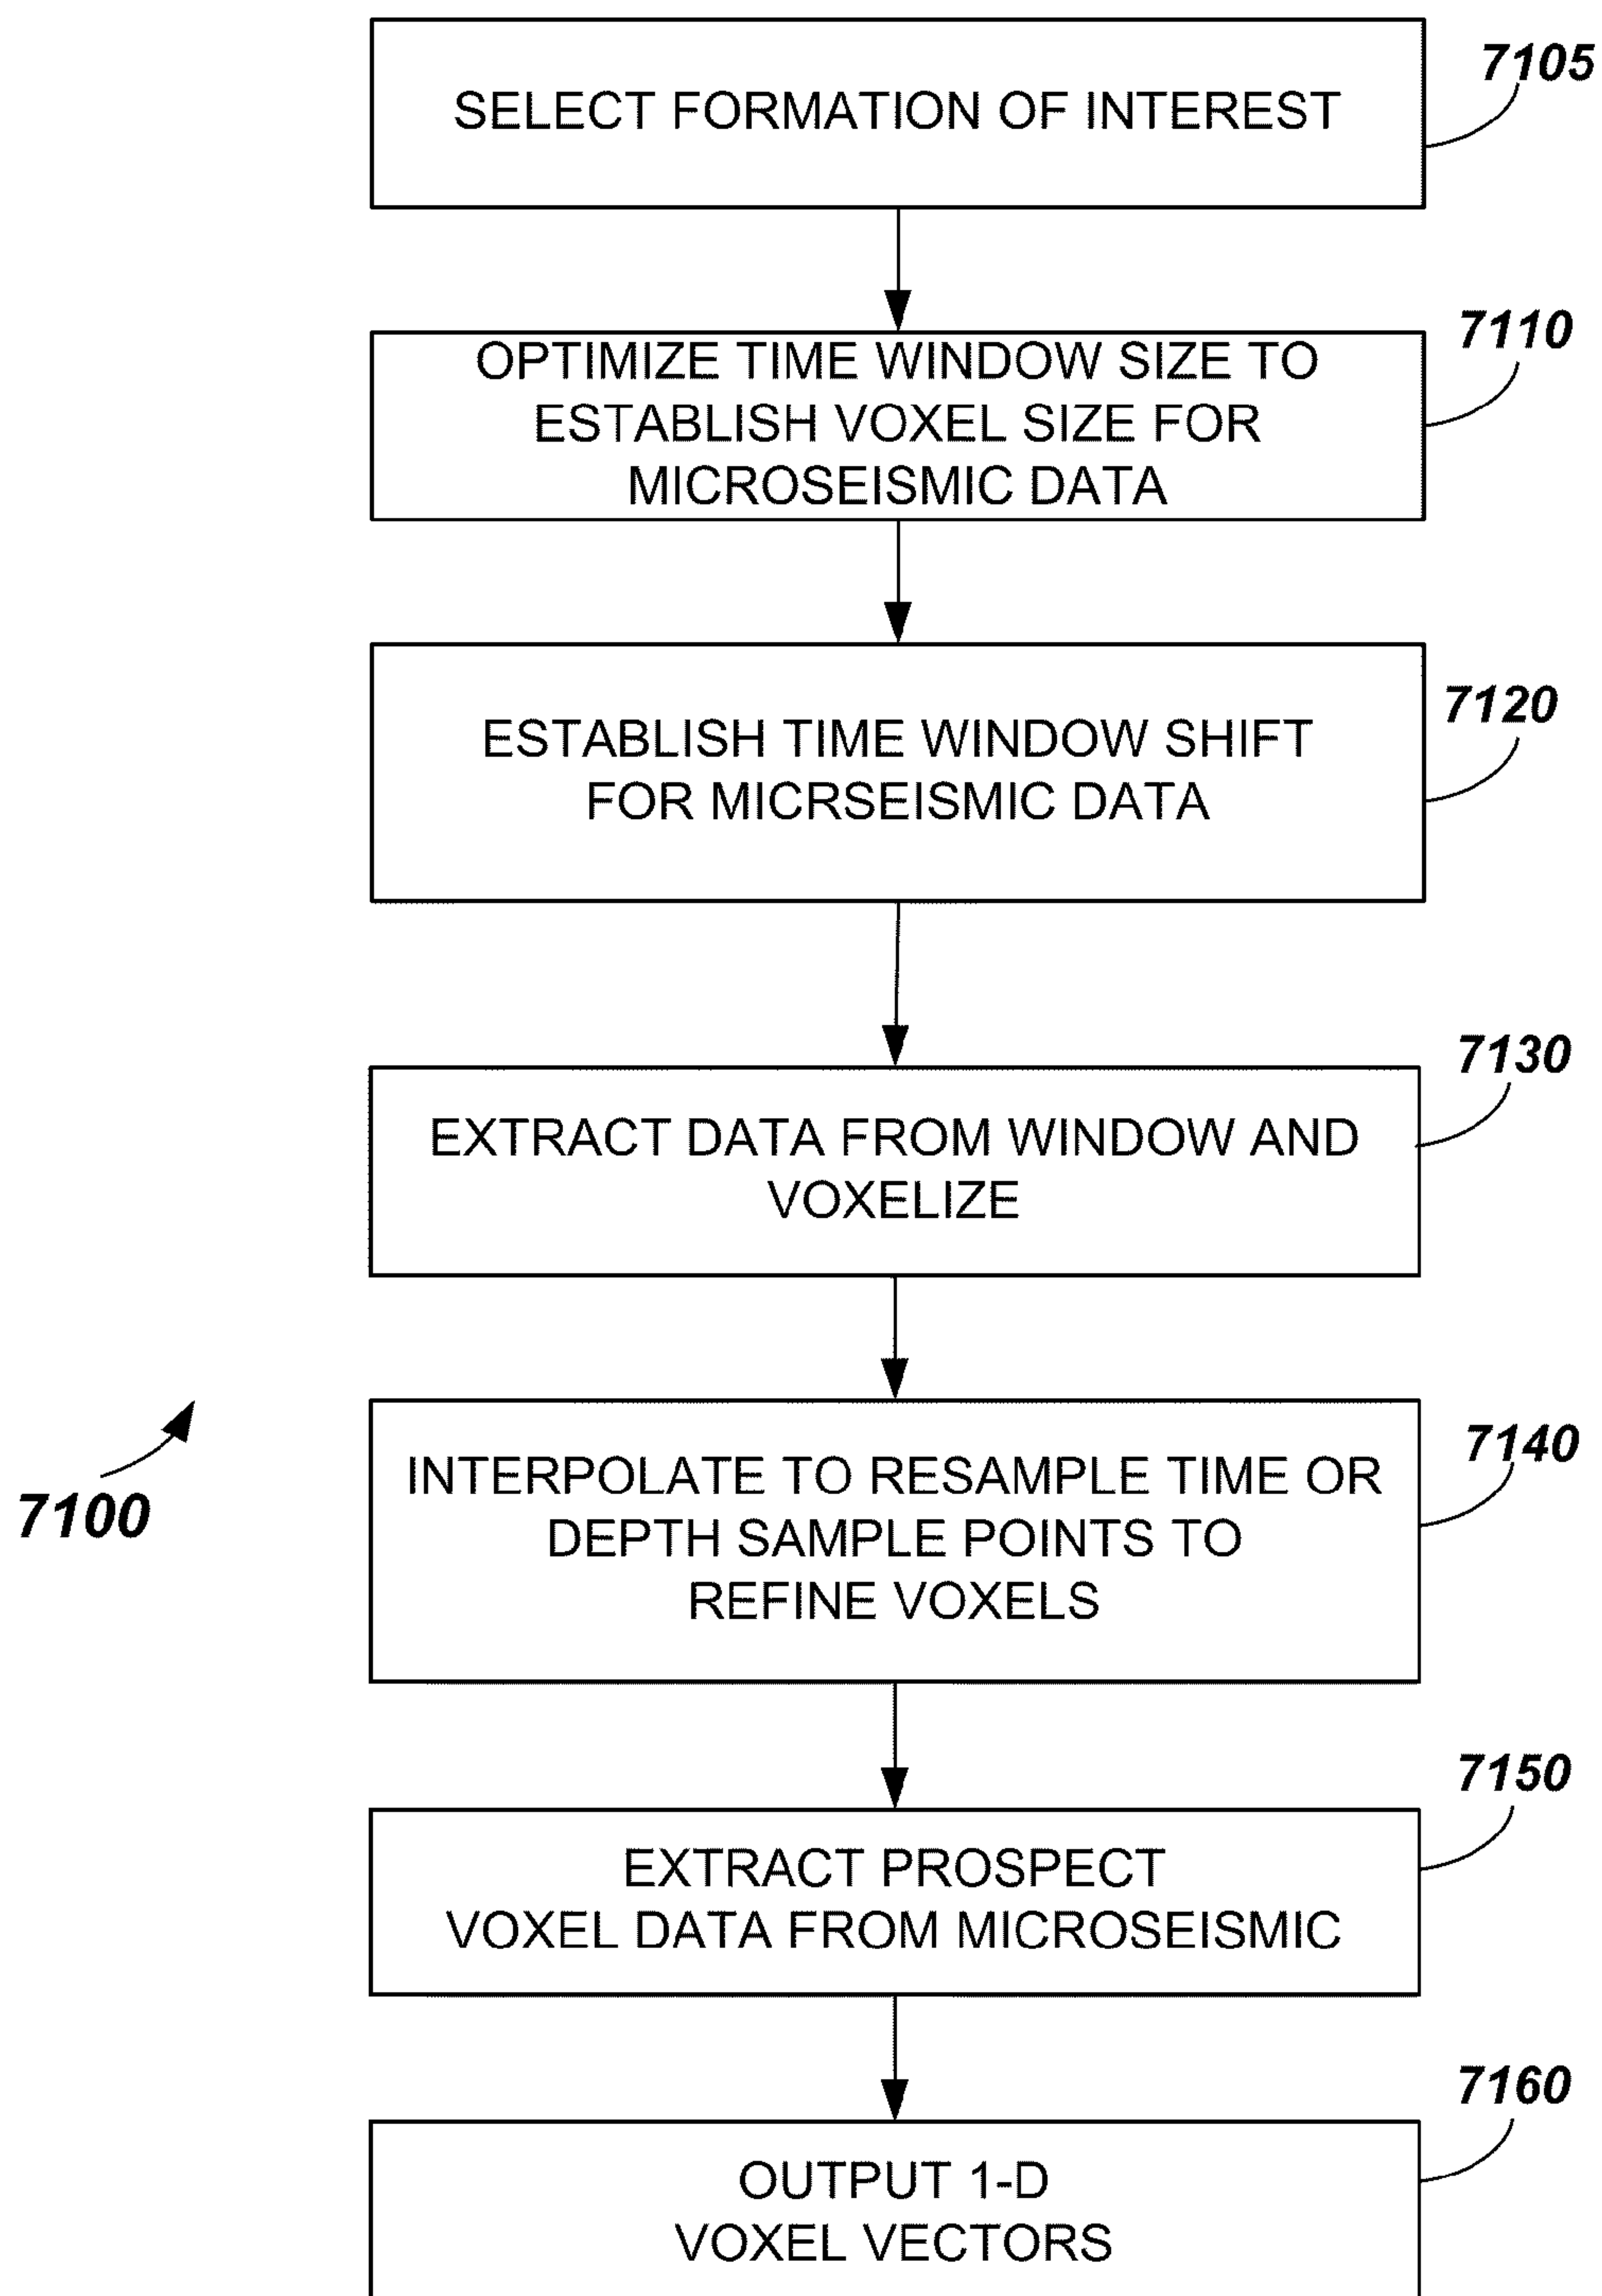 7105
SELECT FORMATION OF INTEREST
7110
OPTIMIZE TIME WINDOW SIZE TO
ESTABLISH VOXEL SIZE FOR
MICROSEISMIC DATA
7120
ESTABLISH TIME WINDOW SHIFT
FOR MICRSEISMIC DATA
7130
EXTRACT DATA FROM WINDOW AND
VOXELIZE
7140
INTERPOLATE TO RESAMPLE TIME OR
DEPTH SAMPLE POINTS TO
REFINE VOXELS
7100
7150
EXTRACT PROSPECT
VOXEL DATA FROM MICROSEISMIC
7160
OUTPUT 1-D
VOXEL VECTORS